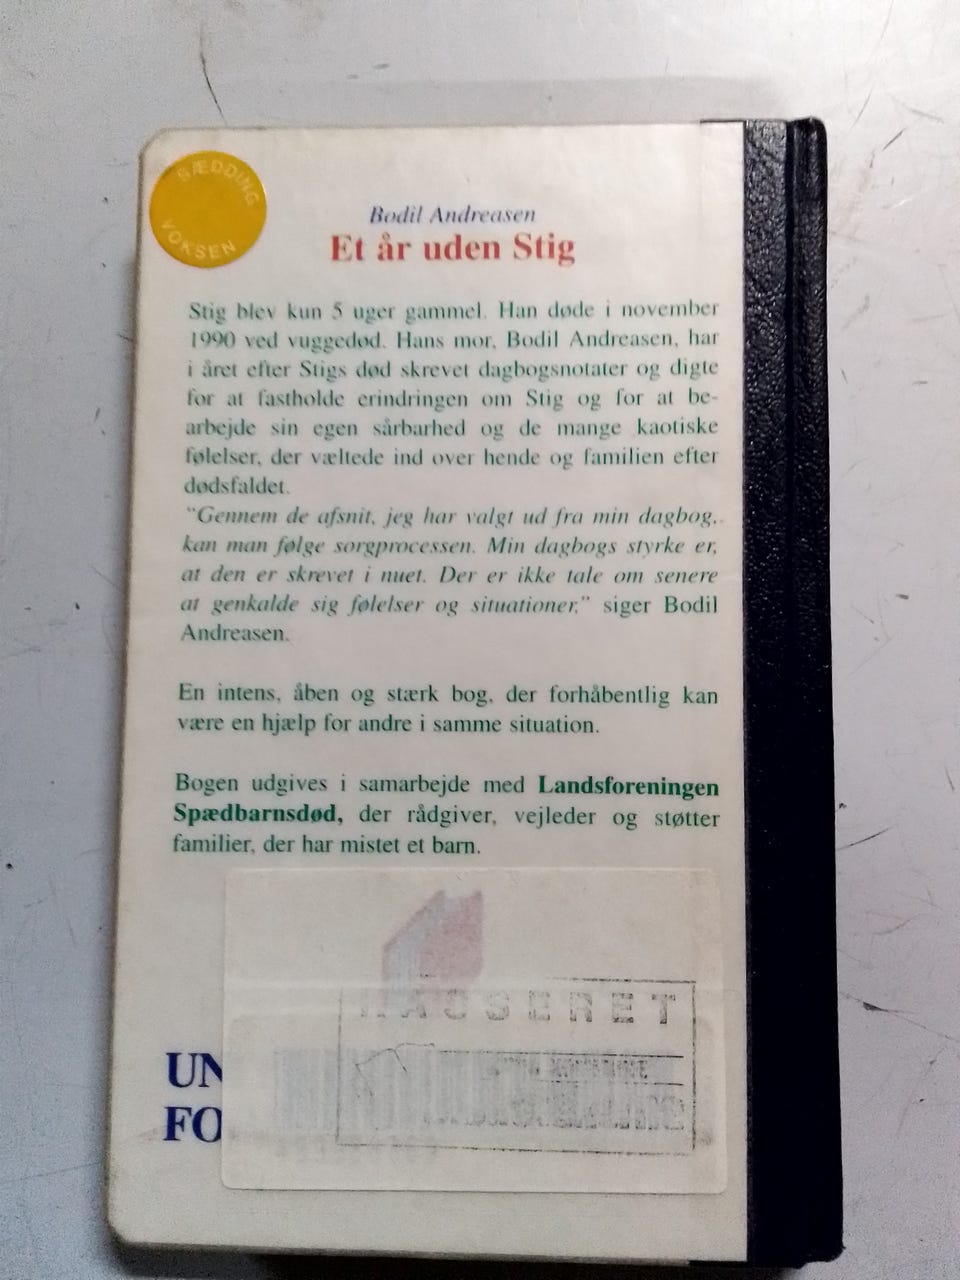 SÆDDING
VOKSEN
Bodil Andreasen
Et år uden Stig
Stig blev kun 5 uger gammel. Han døde i november
1990 ved vuggedød. Hans mor, Bodil Andreasen, har
i året efter Stigs død skrevet dagbogsnotater og digte
for at fastholde erindringen om Stig og for at be-
arbejde sin egen sårbarhed og de mange kaotiske
følelser, der væltede ind over hende og familien efter
dødsfaldet.
"Gennem de afsnit, jeg har valgt ud fra min dagbog,
kan man følge sorgprocessen. Min dagbogs styrke er,
at den er skrevet i nuet. Der er ikke tale om senere
at genkalde sig følelser og situationer," siger Bodil
Andreasen.
En intens, åben og stærk bog, der forhåbentlig kan
være en hjælp for andre i samme situation.
Bogen udgives i samarbejde med Landsforeningen
Spædbarnsdød, der rådgiver, vejleder og støtter
familier, der har mistet et barn.
KASSERET
UN
FO